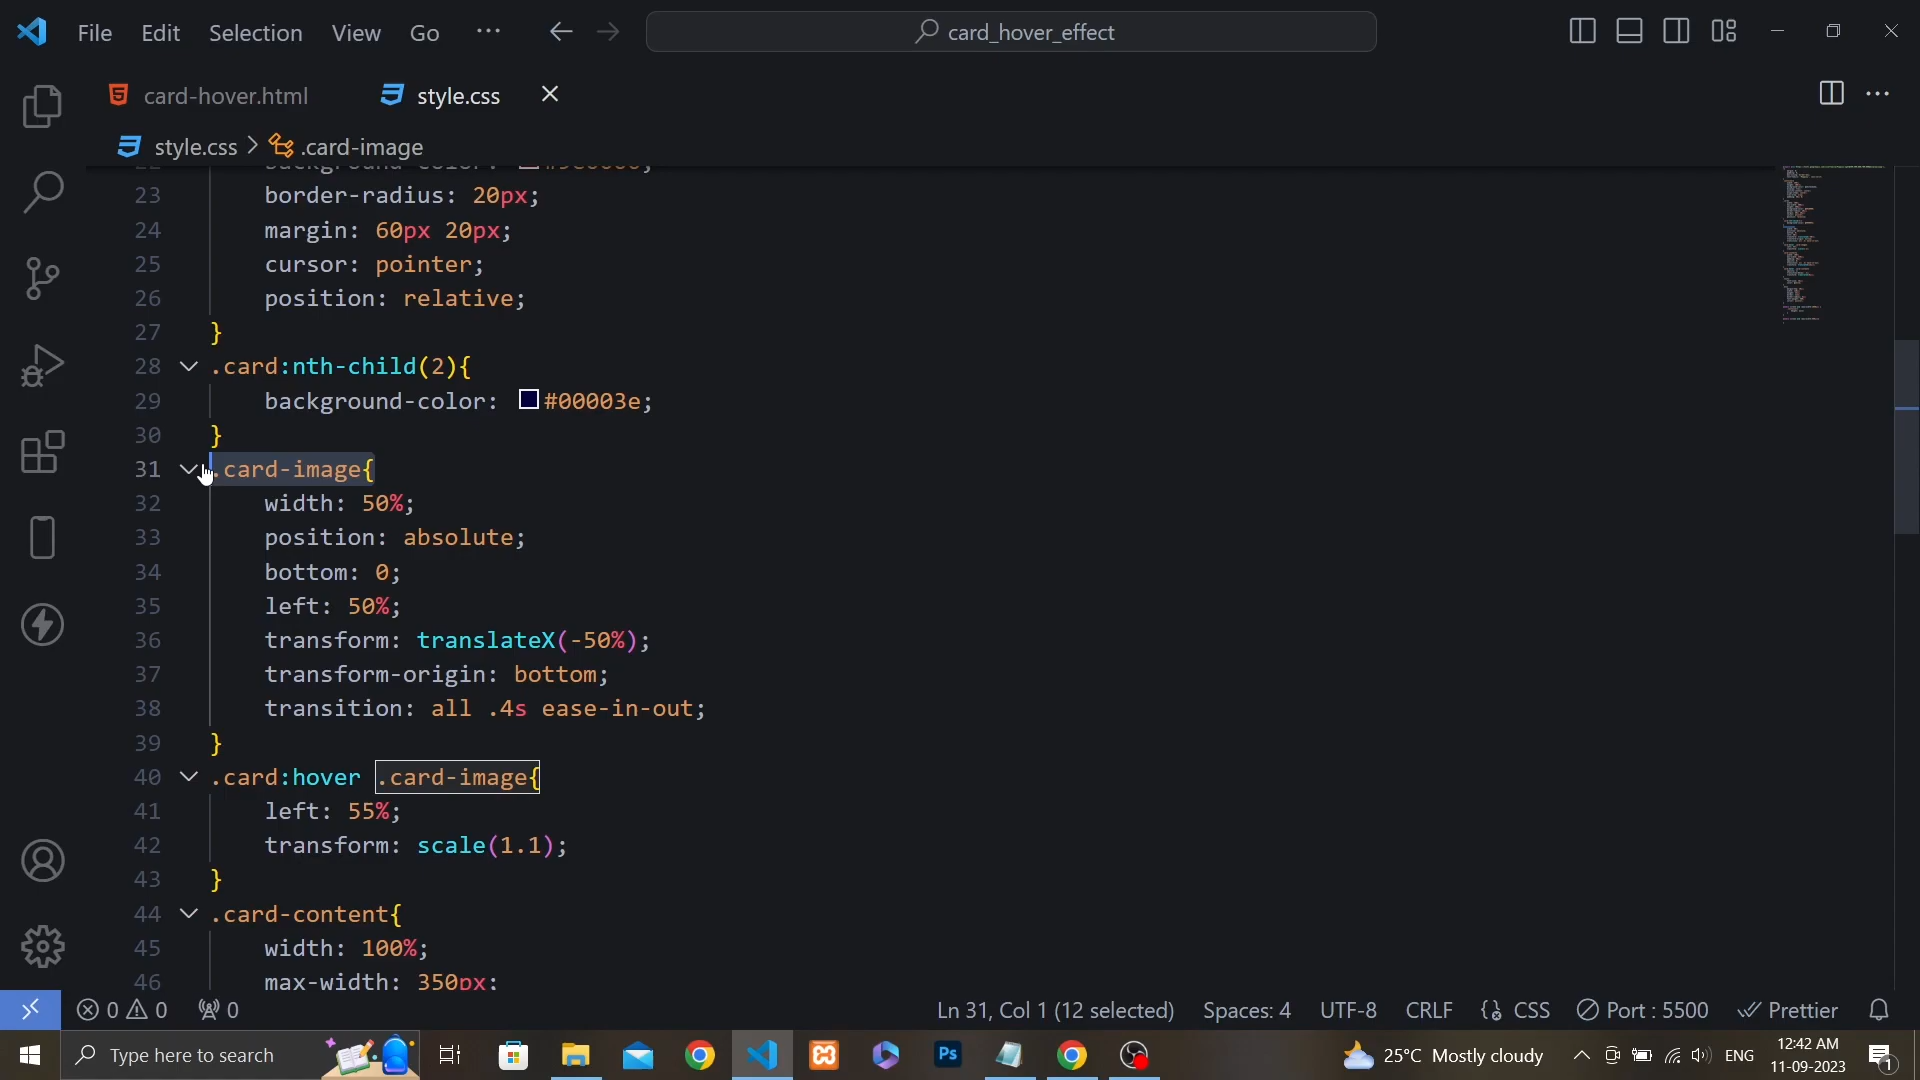 File Edit Selection View Go ··· card_hover_effect
card-hover.html style.css
style.css > .card-image
23 border-radius: 20px;
24 margin: 60px 20px;
25 cursor: pointer;
26 position: relative;
27 }
28 .card:nth-child(2){
29 background-color: #00003e;
30 }
31 .card-image{
32 width: 50%;
33 position: absolute;
34 bottom: 0;
35 left: 50%;
36 transform: translateX(-50%);
37 transform-origin: bottom;
38 transition: all .4s ease-in-out;
39 }
40 .card:hover .card-image{
41 left: 55%;
42 transform: scale(1.1);
43 }
44 .card-content{
45 width: 100%;
46 max-width: 350px;
0 0 0 Ln 31, Col 1 (12 selected) Spaces: 4 UTF-8 CRLF {} CSS Port : 5500 Prettier
Type here to search Ps 25°C Mostly cloudy ENG 12:42 AM
11-09-2023 1